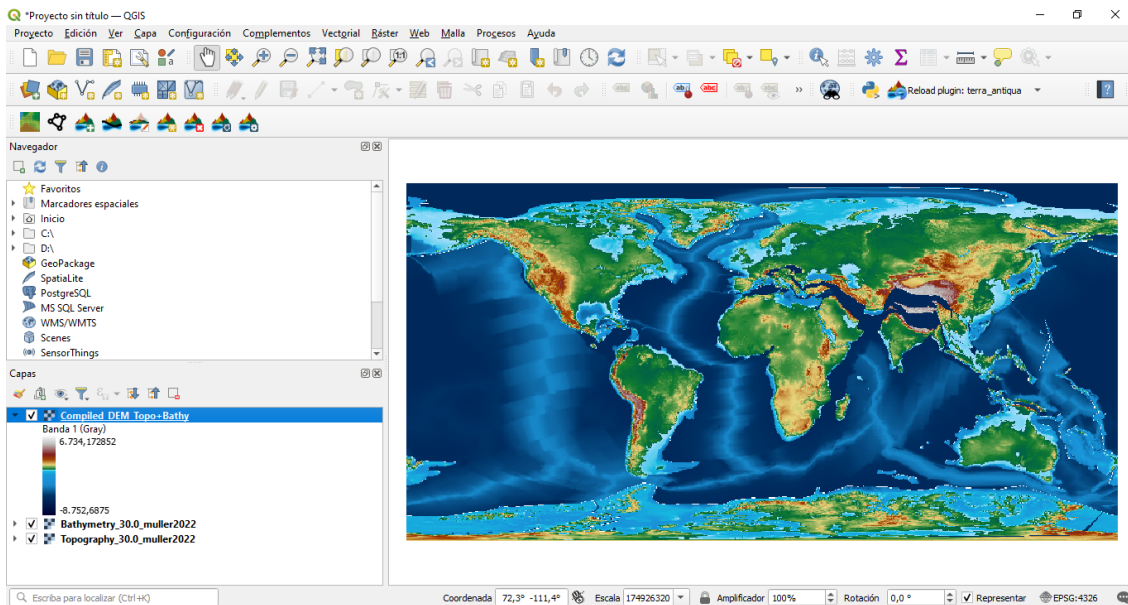 *Proyecto sin título — QGIS
Proyecto Edición Ver Capa Configuración Complementos Vectorial Ráster Web Malla Procesos Ayuda
Reload plugin: terra_antiqua
Navegador
Favoritos
Marcadores espaciales
Inicio
C:\
D:\
GeoPackage
SpatiaLite
PostgreSQL
MS SQL Server
WMS/WMTS
Scenes
SensorThings
Capas
Compiled_DEM_Topo+Bathy
Banda 1 (Gray)
6.734,172852
-8.752,6875
Bathymetry_30.0_muller2022
Topography_30.0_muller2022
Escriba para localizar (Ctrl+K) Coordenada 72,3° -111,4° Escala 174926320 Amplificador 100% Rotación 0,0 ° Representar EPSG:4326